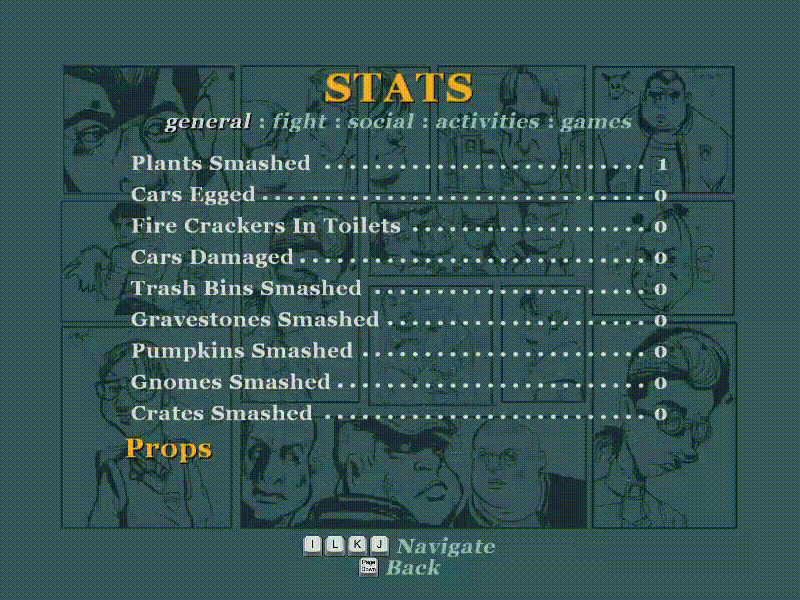 STATS
general : fight : social : activities : games
Plants Smashed . . . . . . . . . . . . . . . . . . . . . . . . . . 1
Cars Egged . . . . . . . . . . . . . . . . . . . . . . . . . . . . . . . 0
Fire Crackers In Toilets . . . . . . . . . . . . . . . . . . . 0
Cars Damaged . . . . . . . . . . . . . . . . . . . . . . . . . . . . 0
Trash Bins Smashed . . . . . . . . . . . . . . . . . . . . . . 0
Gravestones Smashed . . . . . . . . . . . . . . . . . . . . . 0
Pumpkins Smashed . . . . . . . . . . . . . . . . . . . . . . . 0
Gnomes Smashed . . . . . . . . . . . . . . . . . . . . . . . . . 0
Crates Smashed . . . . . . . . . . . . . . . . . . . . . . . . . . 0
Props
I L K J Navigate
Page Down Back